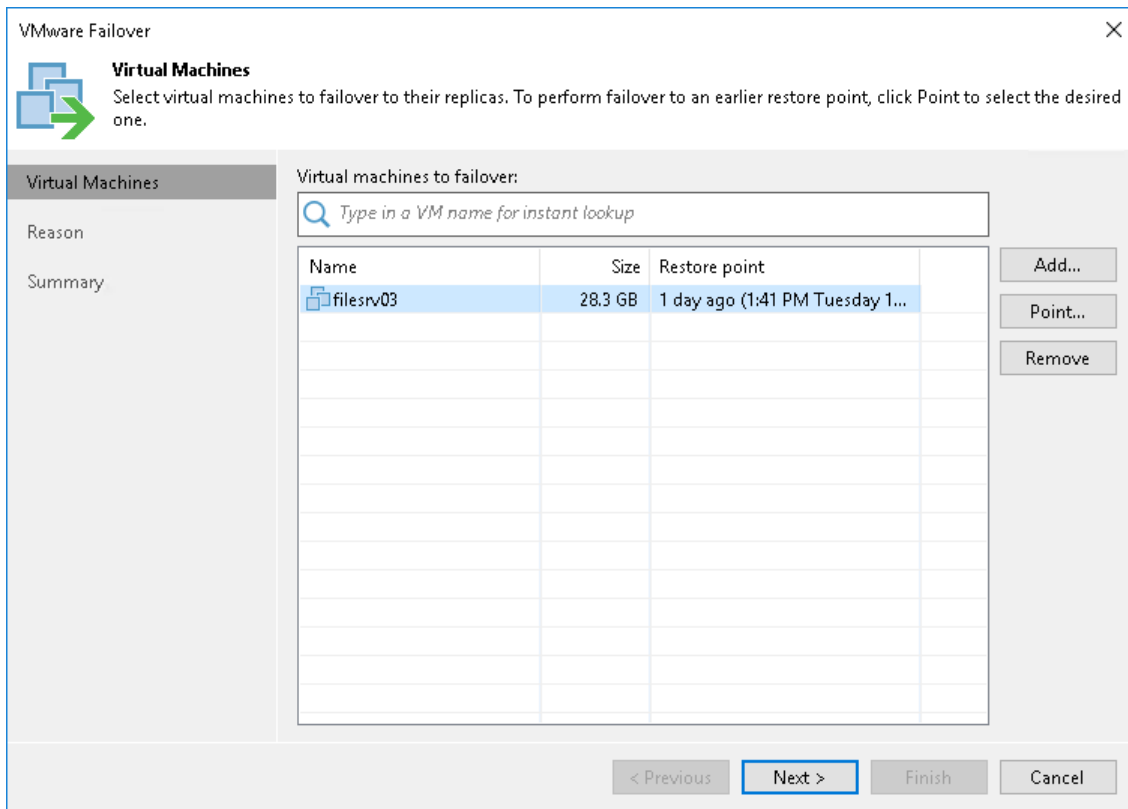 VMware Failover
Virtual Machines
Select virtual machines to failover to their replicas. To perform failover to an earlier restore point, click Point to select the desired
one.
Virtual Machines
Reason
Summary
Virtual machines to failover:
Type in a VM name for instant lookup
Name Size Restore point
filesrv03 28.3 GB 1 day ago (1:41 PM Tuesday 1...
Add...
Point...
Remove
< Previous Next > Finish Cancel